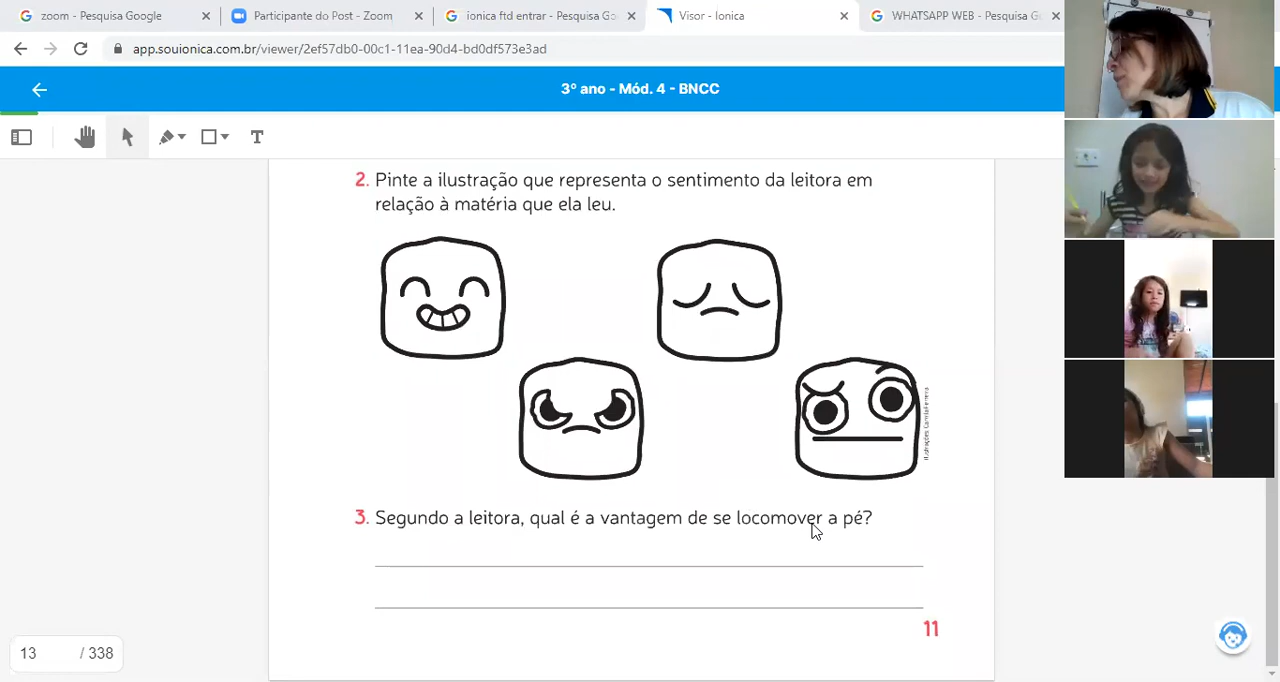 zoom - Pesquisa Google
Participante do Post - Zoom
ionica ftd entrar - Pesquisa Go
Visor - Ionica
WHATSAPP WEB - Pesquisa G
app.souionica.com.br/viewer/2ef57db0-00c1-11ea-90d4-bd0df573e3ad
3º ano - Mód. 4 - BNCC
T
2. Pinte a ilustração que representa o sentimento da leitora em
relação à matéria que ela leu.
Ilustrações: Camila Ferreira
3. Segundo a leitora, qual é a vantagem de se locomover a pé?
11
13 / 338